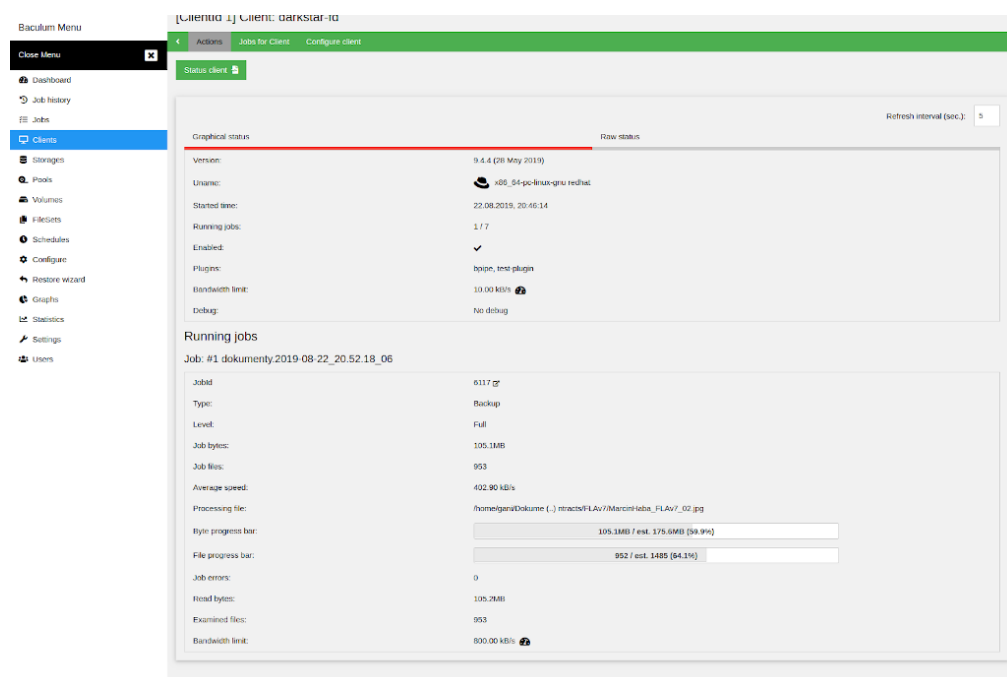 [ClientId 1] Client: darkstar-fd
Baculum Menu
Close Menu
Dashboard
Job history
Jobs
Clients
Storages
Pools
Volumes
FileSets
Schedules
Configure
Restore wizard
Graphs
Statistics
Settings
Users
Actions Jobs for Client Configure client
Status client
Refresh interval (sec.): 5
Graphical status Raw status
Version: 9.4.4 (28 May 2019)
Uname: x86_64-pc-linux-gnu redhat
Started time: 22.08.2019, 20:46:14
Running jobs: 1 / 7
Enabled:
Plugins: bpipe, test-plugin
Bandwidth limit: 10.00 kB/s
Debug: No debug
Running jobs
Job: #1 dokumenty.2019-08-22_20.52.18_06
JobId 6117
Type: Backup
Level: Full
Job bytes: 105.1MB
Job files: 953
Average speed: 402.90 kB/s
Processing file: /home/gani/Dokume (..) ntracts/FLAv7/MarcinHaba_FLAv7_02.jpg
Byte progress bar: 105.1MB / est. 175.6MB (59.9%)
File progress bar: 952 / est. 1485 (64.1%)
Job errors: 0
Read bytes: 105.2MB
Examined files: 953
Bandwidth limit: 800.00 kB/s